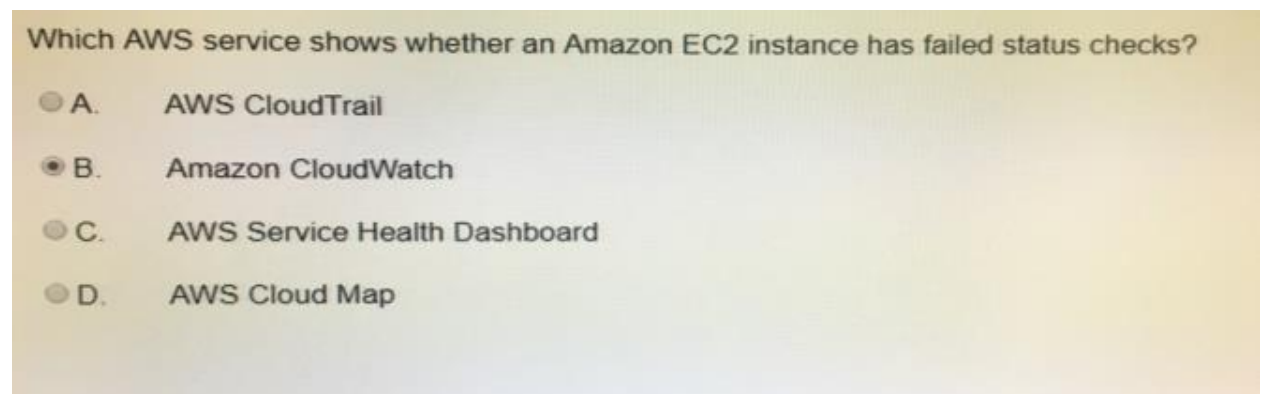 Which AWS service shows whether an Amazon EC2 instance has failed status checks?
A. AWS CloudTrail
B. Amazon CloudWatch
C. AWS Service Health Dashboard
D. AWS Cloud Map